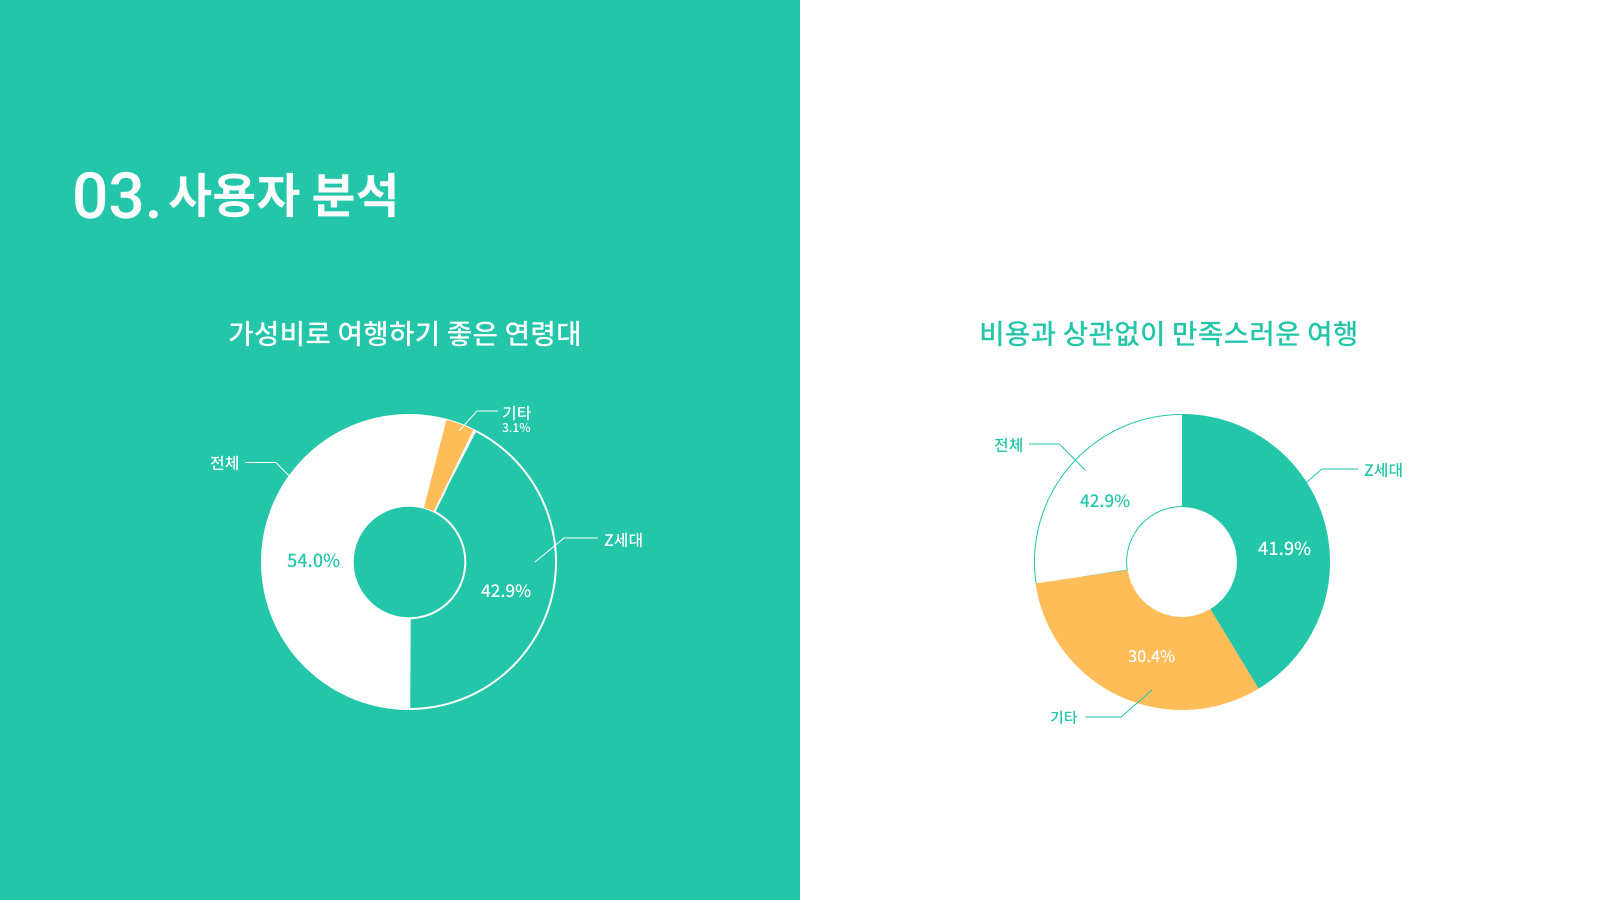 03. 사용자 분석
가성비로 여행하기 좋은 연령대
기타
3.1%
전체
Z세대
54.0%
42.9%
비용과 상관없이 만족스러운 여행
전체
Z세대
42.9%
41.9%
30.4%
기타